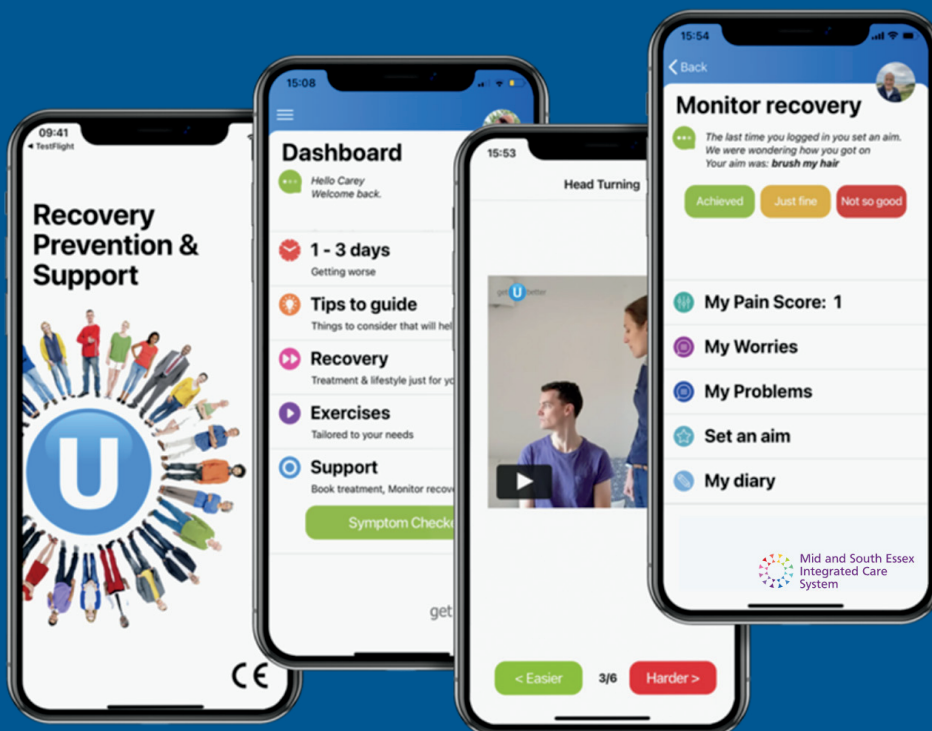 09:41
◀ TestFlight
Recovery
Prevention &
Support
U
CE
15:08
Dashboard
Hello Carey
Welcome back.
1 - 3 days
Getting worse
Tips to guide
Things to consider that will hel
Recovery
Treatment & lifestyle just for yo
Exercises
Tailored to your needs
Support
Book treatment, Monitor recov
Symptom Checke
get
15:53
Head Turning
get U better
< Easier
3/6
Harder >
15:54
Back
Monitor recovery
The last time you logged in you set an aim.
We were wondering how you got on
Your aim was: brush my hair
Achieved
Just fine
Not so good
My Pain Score: 1
My Worries
My Problems
Set an aim
My diary
Mid and South Essex
Integrated Care
System